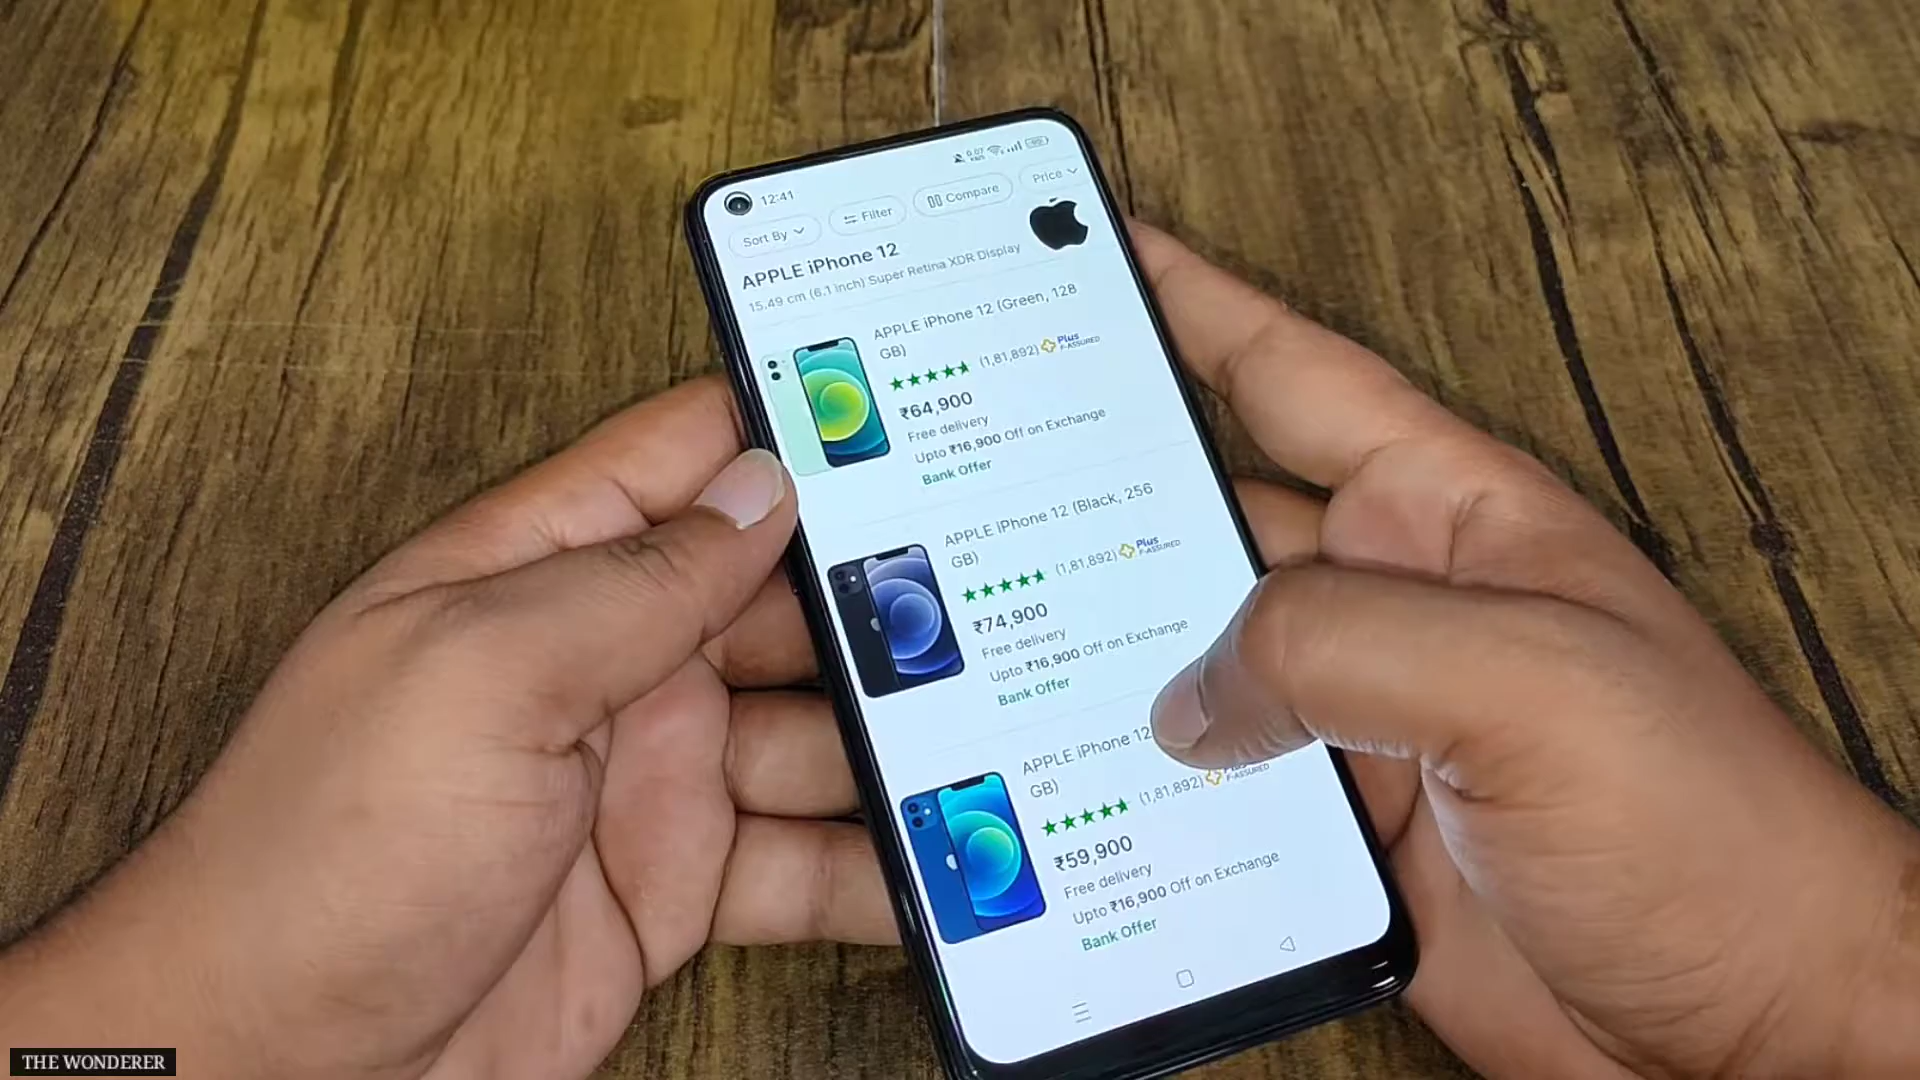 12:41
0.07
Sort By
Filter
Compare
Price
APPLE iPhone 12
15.49 cm (6.1 inch) Super Retina XDR Display
APPLE iPhone 12 (Green, 128
GB)
(1,81,892) Plus
F-ASSURED
₹64,900
Free delivery
Upto ₹16,900 Off on Exchange
Bank Offer
APPLE iPhone 12 (Black, 256
GB)
(1,81,892) Plus
F-ASSURED
₹74,900
Free delivery
Upto ₹16,900 Off on Exchange
Bank Offer
APPLE iPhone 12
GB)
(1,81,892) Plus
F-ASSURED
₹59,900
Free delivery
Upto ₹16,900 Off on Exchange
Bank Offer
THE WONDERER